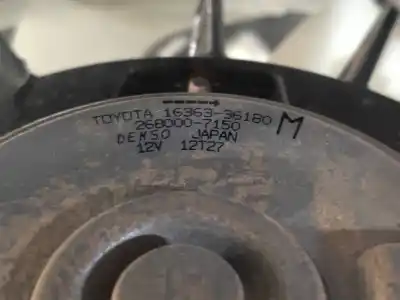 TOYOTA 16363-36180
268000-7150
DENSO JAPAN
12V 12T27
M